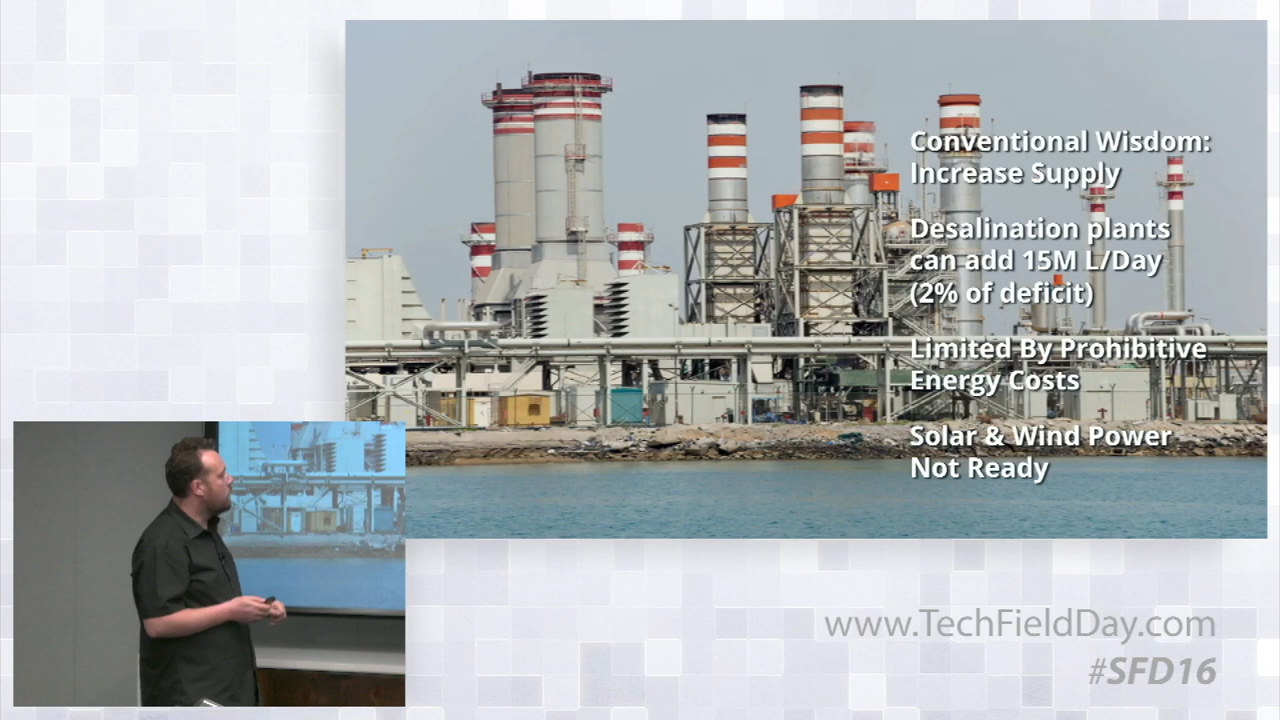 Conventional Wisdom:
Increase Supply
Desalination plants
can add 15M L/Day
(2% of deficit)
Limited By Prohibitive
Energy Costs
Solar & Wind Power
Not Ready
www.TechFieldDay.com
#SFD16